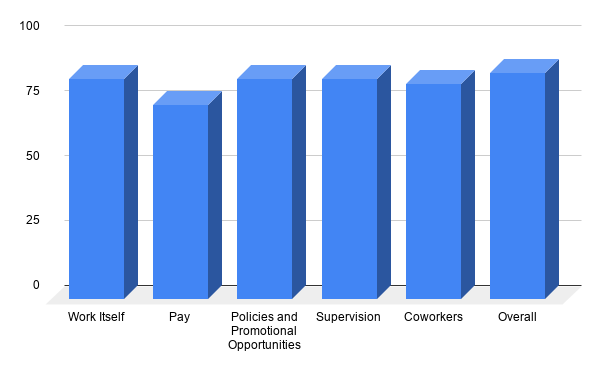 100
75
50
25
0
Work Itself
Pay
Policies and
Promotional
Opportunities
Supervision
Coworkers
Overall